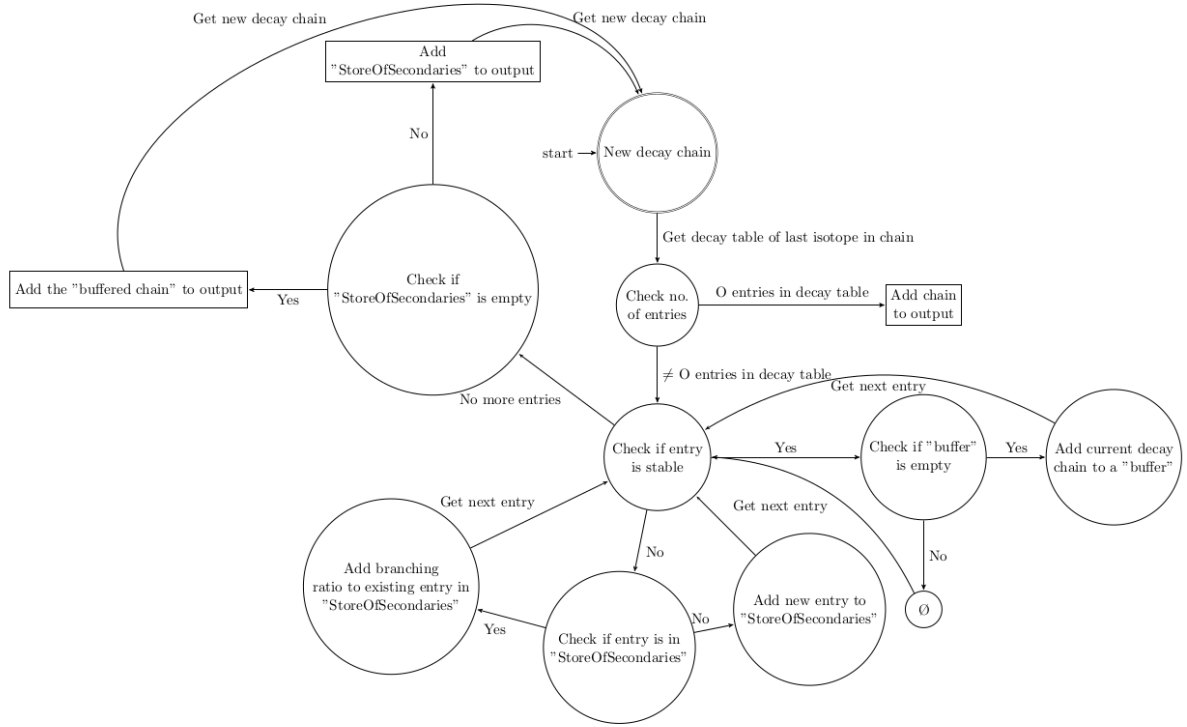 Get new decay chain
Get new decay chain
Add
"StoreOfSecondaries" to output
No
start
New decay chain
Get decay table of last isotope in chain
Check if
"StoreOfSecondaries" is empty
Yes
Add the "buffered chain" to output
Check no.
of entries
O entries in decay table
Add chain
to output
≠ O entries in decay table
Get next entry
No more entries
Check if entry
is stable
Yes
Check if "buffer"
is empty
Yes
Add current decay
chain to a "buffer"
Get next entry
Get next entry
No
No
Add branching
ratio to existing entry in
"StoreOfSecondaries"
Yes
Check if entry is in
"StoreOfSecondaries"
No
Add new entry to
"StoreOfSecondaries"
Ø